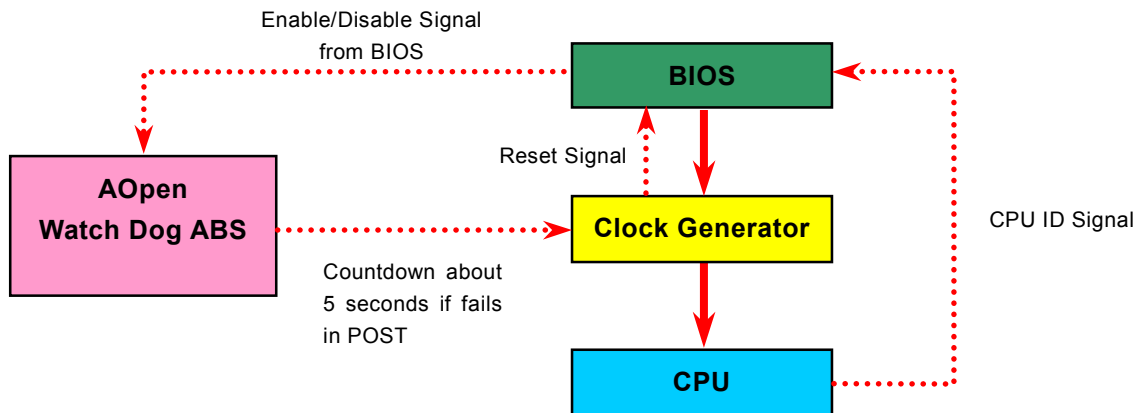 Enable/Disable Signal
from BIOS
BIOS
Reset Signal
AOpen
Watch Dog ABS
Clock Generator
CPU ID Signal
Countdown about
5 seconds if fails
in POST
CPU